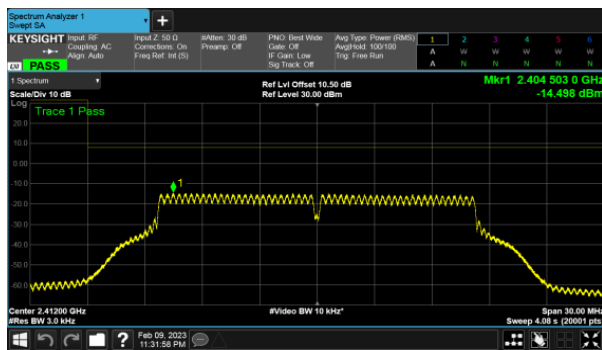 Spectrum Analyzer 1
Swept SA
+
KEYSIGHT Input: RF Input Z: 50 Ω #Atten: 30 dB PNO: Best Wide Avg Type: Power (RMS) 1 2 3 4 5 6
Coupling: AC Corrections: On Preamp: Off Gate: Off Avg|Hold: 100/100 A W W W W W
Align: Auto Freq Ref: Int (S) IF Gain: Low Trig: Free Run A N N N N N
LXI PASS Sig Track: Off
1 Spectrum Ref Lvl Offset 10.50 dB Mkr1 2.404 503 0 GHz
Scale/Div 10 dB Ref Level 30.00 dBm -14.498 dBm
Log
Trace 1 Pass
20.0
10.0
0.00
1
-10.0
-20.0
-30.0
-40.0
-50.0
-60.0
Center 2.41200 GHz #Video BW 10 kHz* Span 30.00 MHz
#Res BW 3.0 kHz Sweep 4.08 s (20001 pts)
? Feb 09, 2023
11:31:58 PM